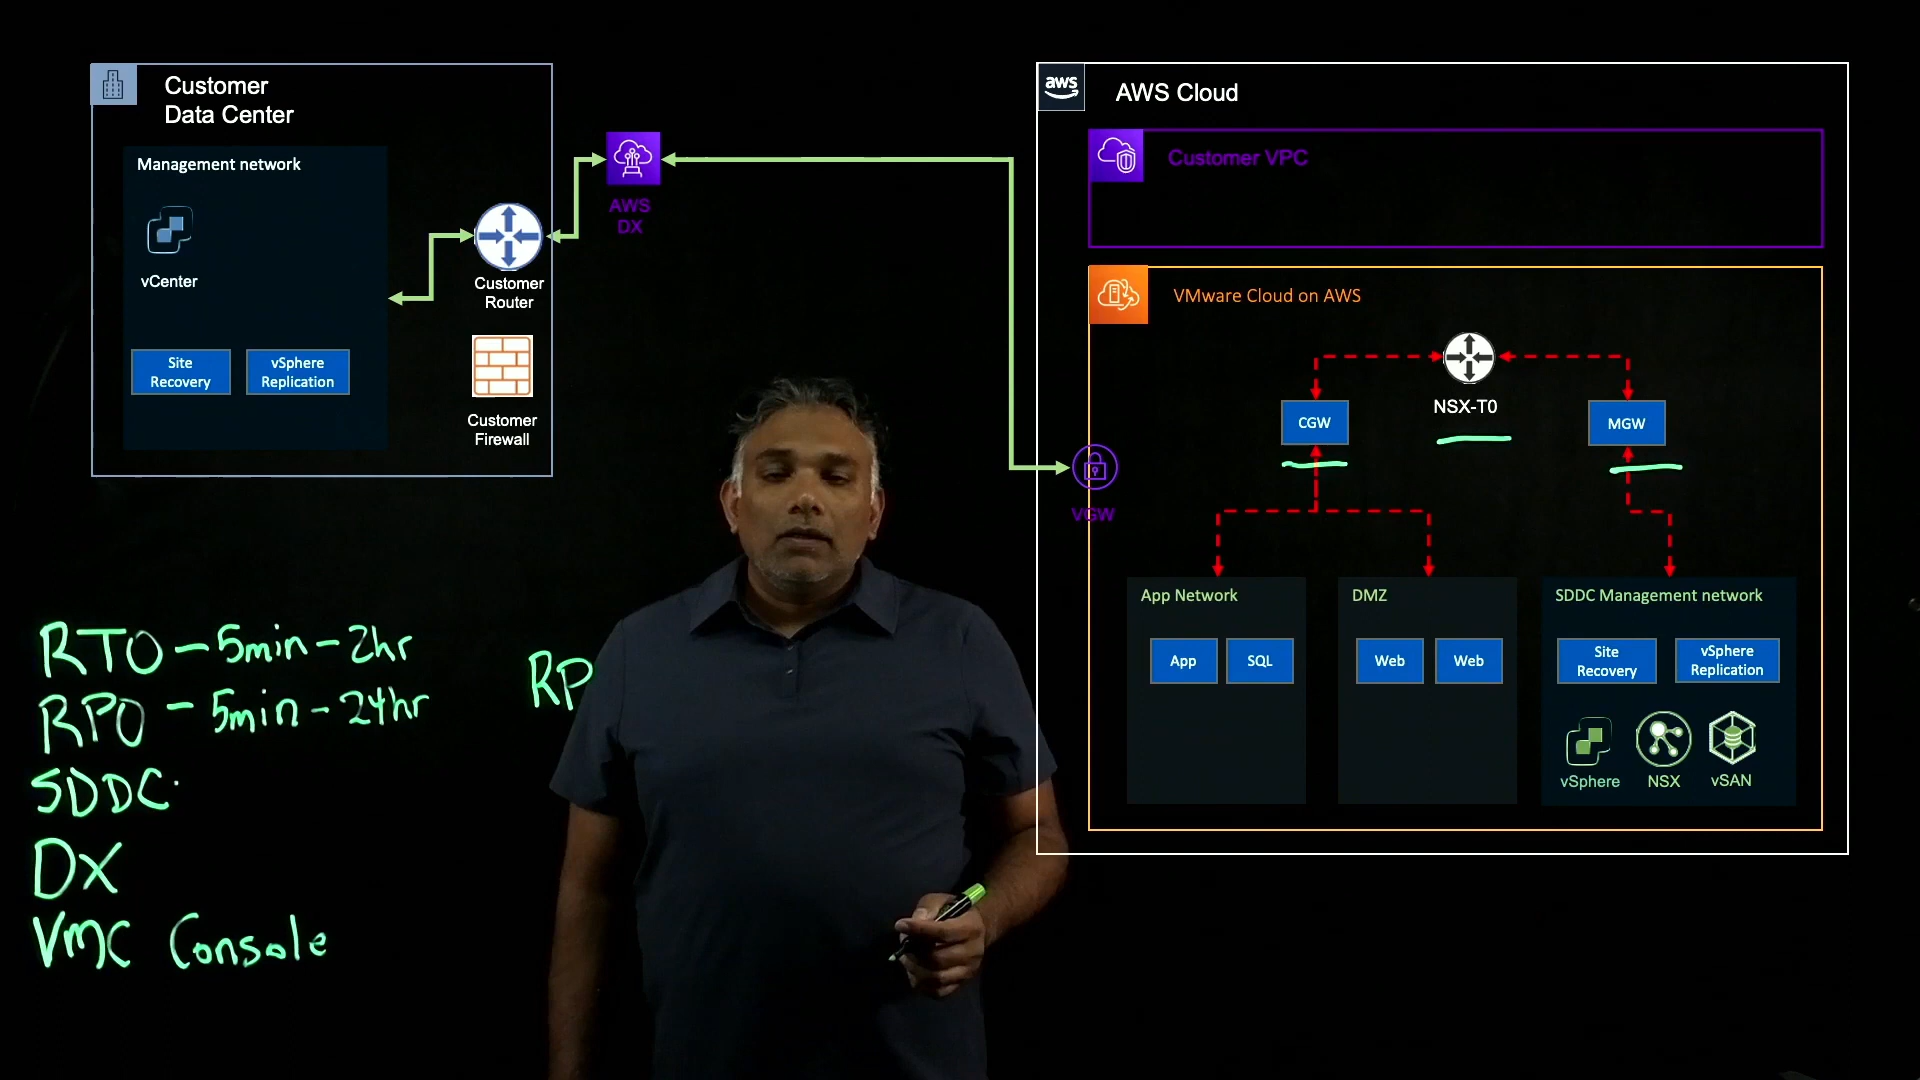 Customer
Data Center
Management network
vCenter
Site
Recovery
vSphere
Replication
Customer
Router
Customer
Firewall
AWS
DX
aws
AWS Cloud
Customer VPC
VMware Cloud on AWS
NSX-T0
CGW
MGW
VGW
App Network
App
SQL
DMZ
Web
Web
SDDC Management network
Site
Recovery
vSphere
Replication
vSphere
NSX
vSAN
RTO - 5min - 2hr
RPO - 5min - 24hr
SDDC
DX
VMC Console
RP